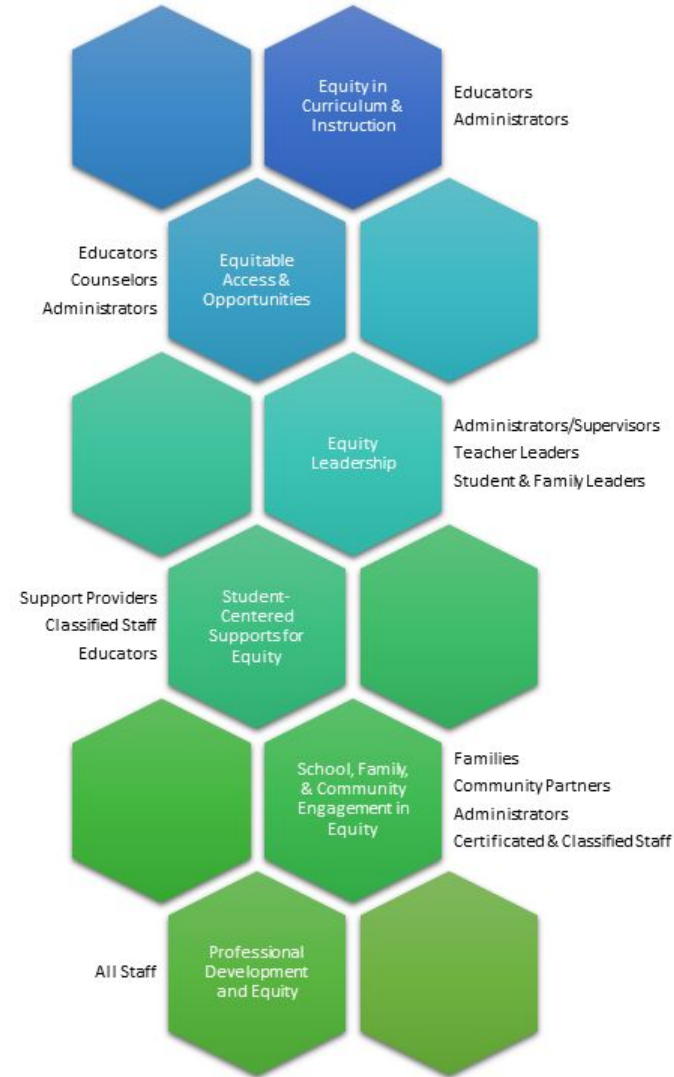 Equity in
Curriculum &
Instruction
Educators
Administrators
Educators
Counselors
Administrators
Equitable
Access &
Opportunities
Equity
Leadership
Administrators/Supervisors
Teacher Leaders
Student & Family Leaders
Support Providers
Classified Staff
Educators
Student-
Centered
Supports for
Equity
School, Family,
& Community
Engagement in
Equity
Families
Community Partners
Administrators
Certificated & Classified Staff
All Staff
Professional
Development
and Equity